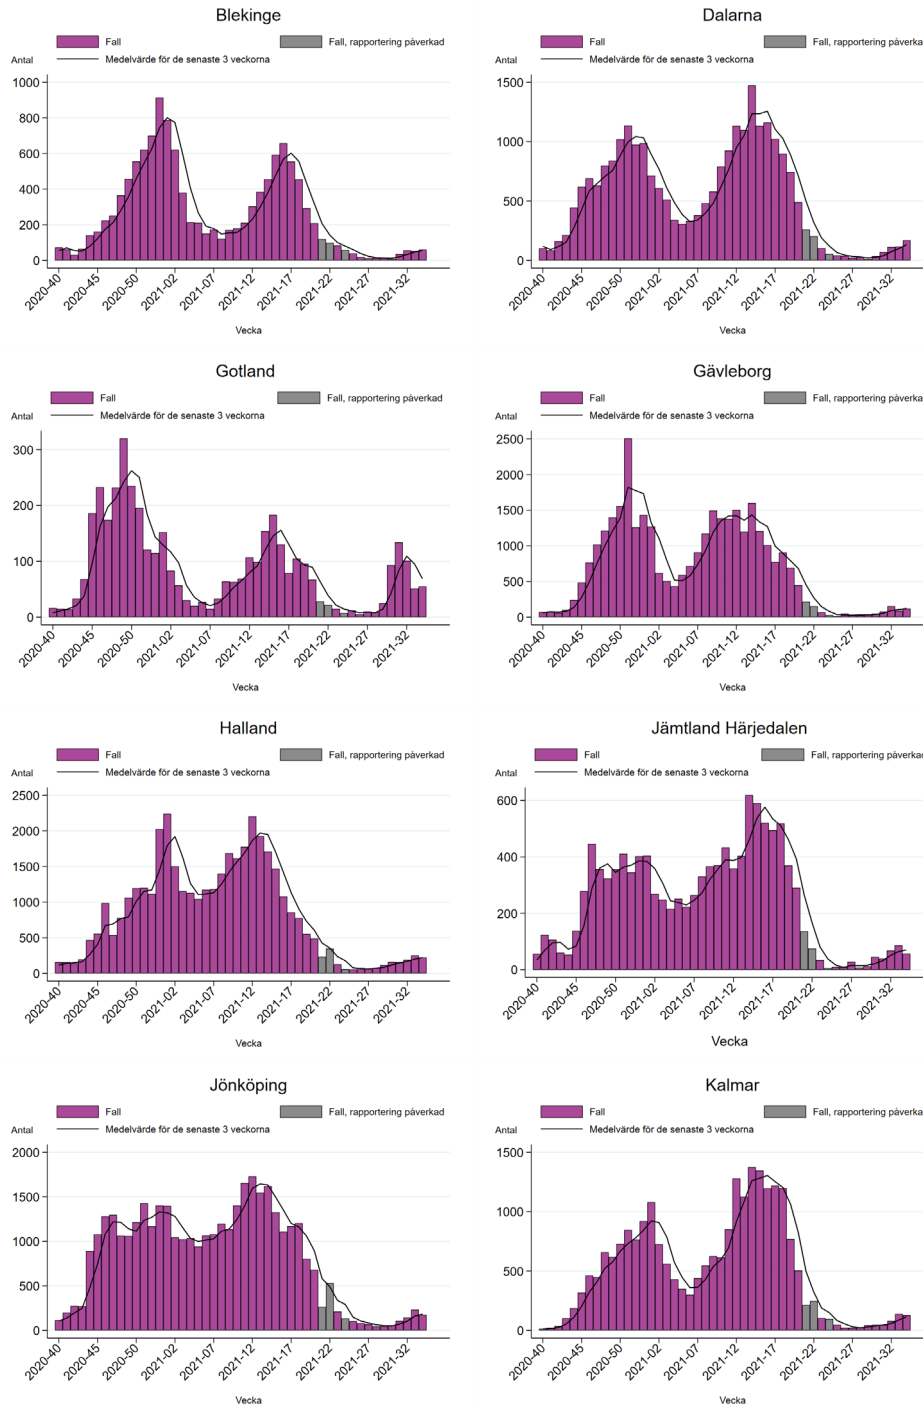 Blekinge
Fall
Fall, rapportering påverkad
Antal
Medelvärde för de senaste 3 veckorna
1000
800
600
400
200
0
2020-40
2020-45
2020-50
2021-02
2021-07
2021-12
2021-17
2021-22
2021-27
2021-32
Vecka
Dalarna
Fall
Fall, rapportering påverkad
Antal
Medelvärde för de senaste 3 veckorna
1500
1000
500
0
2020-40
2020-45
2020-50
2021-02
2021-07
2021-12
2021-17
2021-22
2021-27
2021-32
Vecka
Gotland
Fall
Fall, rapportering påverkad
Antal
Medelvärde för de senaste 3 veckorna
300
200
100
0
2020-40
2020-45
2020-50
2021-02
2021-07
2021-12
2021-17
2021-22
2021-27
2021-32
Vecka
Gävleborg
Fall
Fall, rapportering påverkad
Antal
Medelvärde för de senaste 3 veckorna
2500
2000
1500
1000
500
0
2020-40
2020-45
2020-50
2021-02
2021-07
2021-12
2021-17
2021-22
2021-27
2021-32
Vecka
Halland
Fall
Fall, rapportering påverkad
Antal
Medelvärde för de senaste 3 veckorna
2500
2000
1500
1000
500
0
2020-40
2020-45
2020-50
2021-02
2021-07
2021-12
2021-17
2021-22
2021-27
2021-32
Vecka
Jämtland Härjedalen
Fall
Fall, rapportering påverkad
Antal
Medelvärde för de senaste 3 veckorna
600
400
200
0
2020-40
2020-45
2020-50
2021-02
2021-07
2021-12
2021-17
2021-22
2021-27
2021-32
Vecka
Jönköping
Fall
Fall, rapportering påverkad
Antal
Medelvärde för de senaste 3 veckorna
2000
1500
1000
500
0
2020-40
2020-45
2020-50
2021-02
2021-07
2021-12
2021-17
2021-22
2021-27
2021-32
Vecka
Kalmar
Fall
Fall, rapportering påverkad
Antal
Medelvärde för de senaste 3 veckorna
1500
1000
500
0
2020-40
2020-45
2020-50
2021-02
2021-07
2021-12
2021-17
2021-22
2021-27
2021-32
Vecka